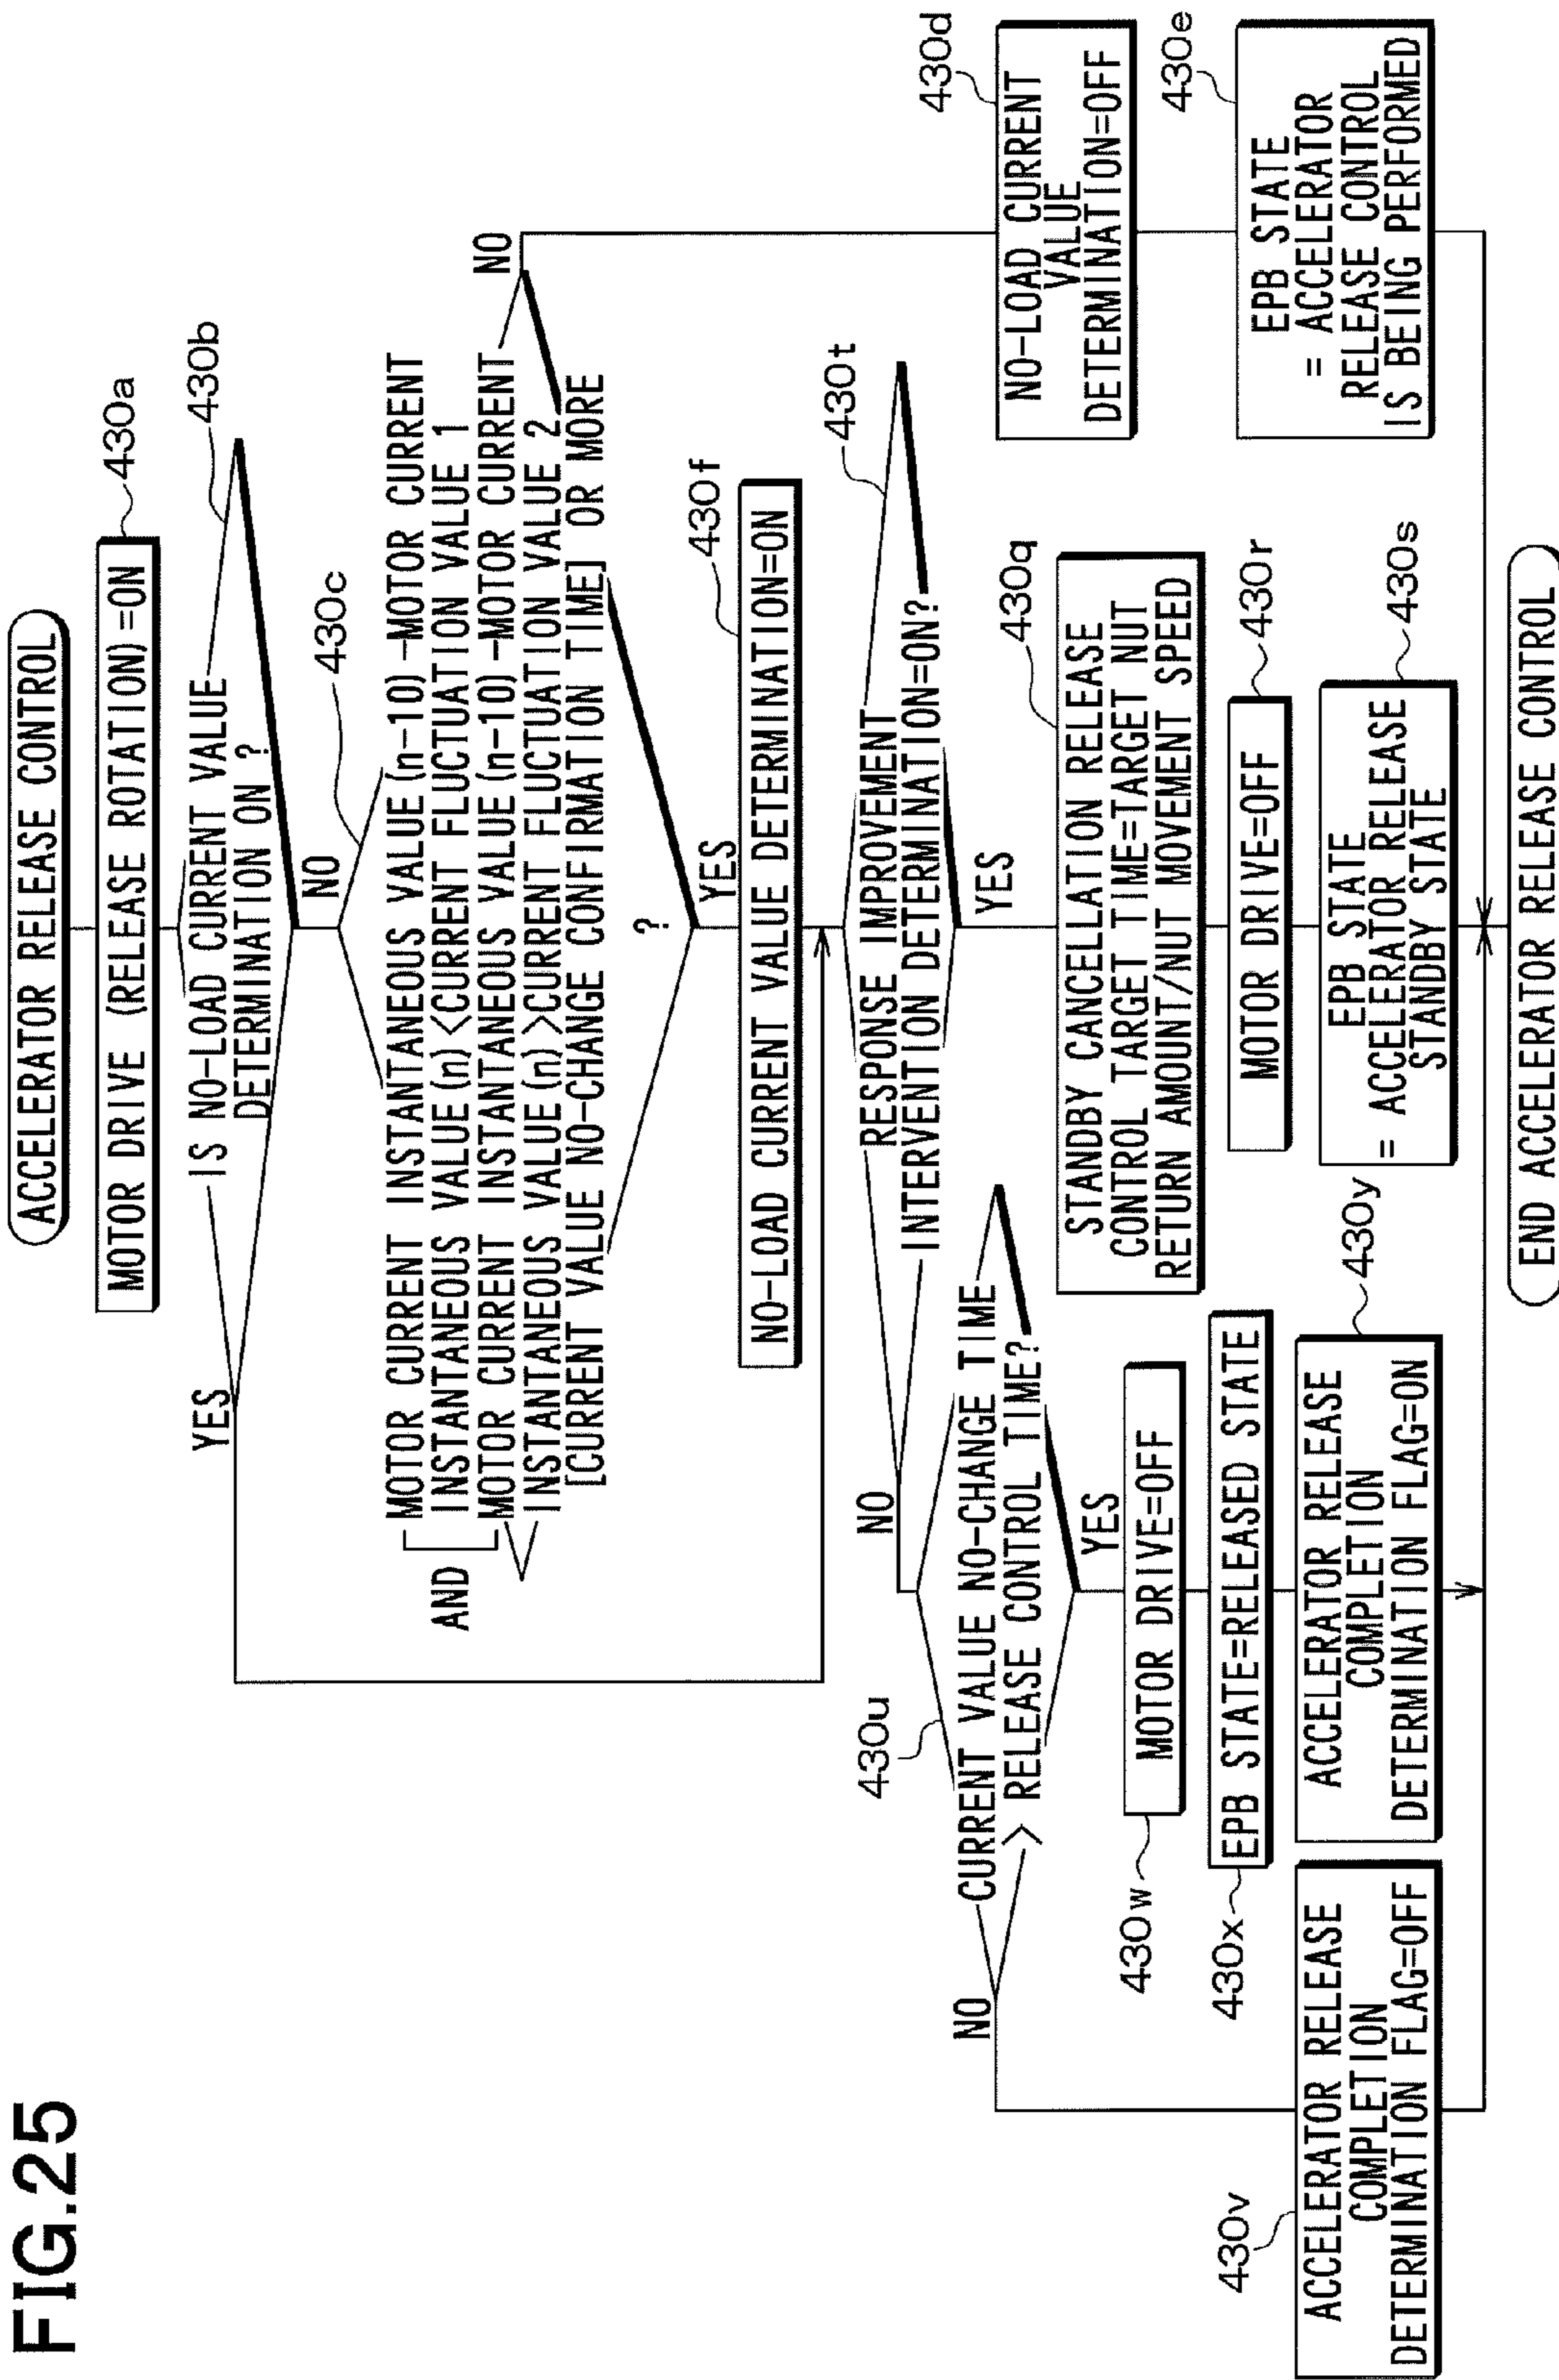 FIG.25
ACCELERATOR RELEASE CONTROL
MOTOR DRIVE (RELEASE ROTATION)=ON
430a
IS NO-LOAD CURRENT VALUE
DETERMINATION ON ?
430b
YES
NO
430c
AND
MOTOR CURRENT INSTANTANEOUS VALUE(n-10)-MOTOR CURRENT
INSTANTANEOUS VALUE(n)<CURRENT FLUCTUATION VALUE 1
MOTOR CURRENT INSTANTANEOUS VALUE(n-10)-MOTOR CURRENT
INSTANTANEOUS VALUE(n)>CURRENT FLUCTUATION VALUE 2
[CURRENT VALUE NO-CHANGE CONFIRMATION TIME] OR MORE
?
NO
YES
430f
NO-LOAD CURRENT VALUE DETERMINATION=ON
430t
RESPONSE IMPROVEMENT
INTERVENTION DETERMINATION=ON?
NO
YES
430u
CURRENT VALUE NO-CHANGE TIME
> RELEASE CONTROL TIME?
NO
YES
430d
NO-LOAD CURRENT
VALUE
DETERMINATION=OFF
430q
STANDBY CANCELLATION RELEASE
CONTROL TARGET TIME=TARGET NUT
RETURN AMOUNT/NUT MOVEMENT SPEED
430w
MOTOR DRIVE=OFF
430r
MOTOR DRIVE=OFF
430x
EPB STATE=RELEASED STATE
430e
EPB STATE
= ACCELERATOR
RELEASE CONTROL
IS BEING PERFORMED
430v
ACCELERATOR RELEASE
COMPLETION
DETERMINATION FLAG=OFF
430y
ACCELERATOR RELEASE
COMPLETION
DETERMINATION FLAG=ON
430s
EPB STATE
= ACCELERATOR RELEASE
STANDBY STATE
END ACCELERATOR RELEASE CONTROL